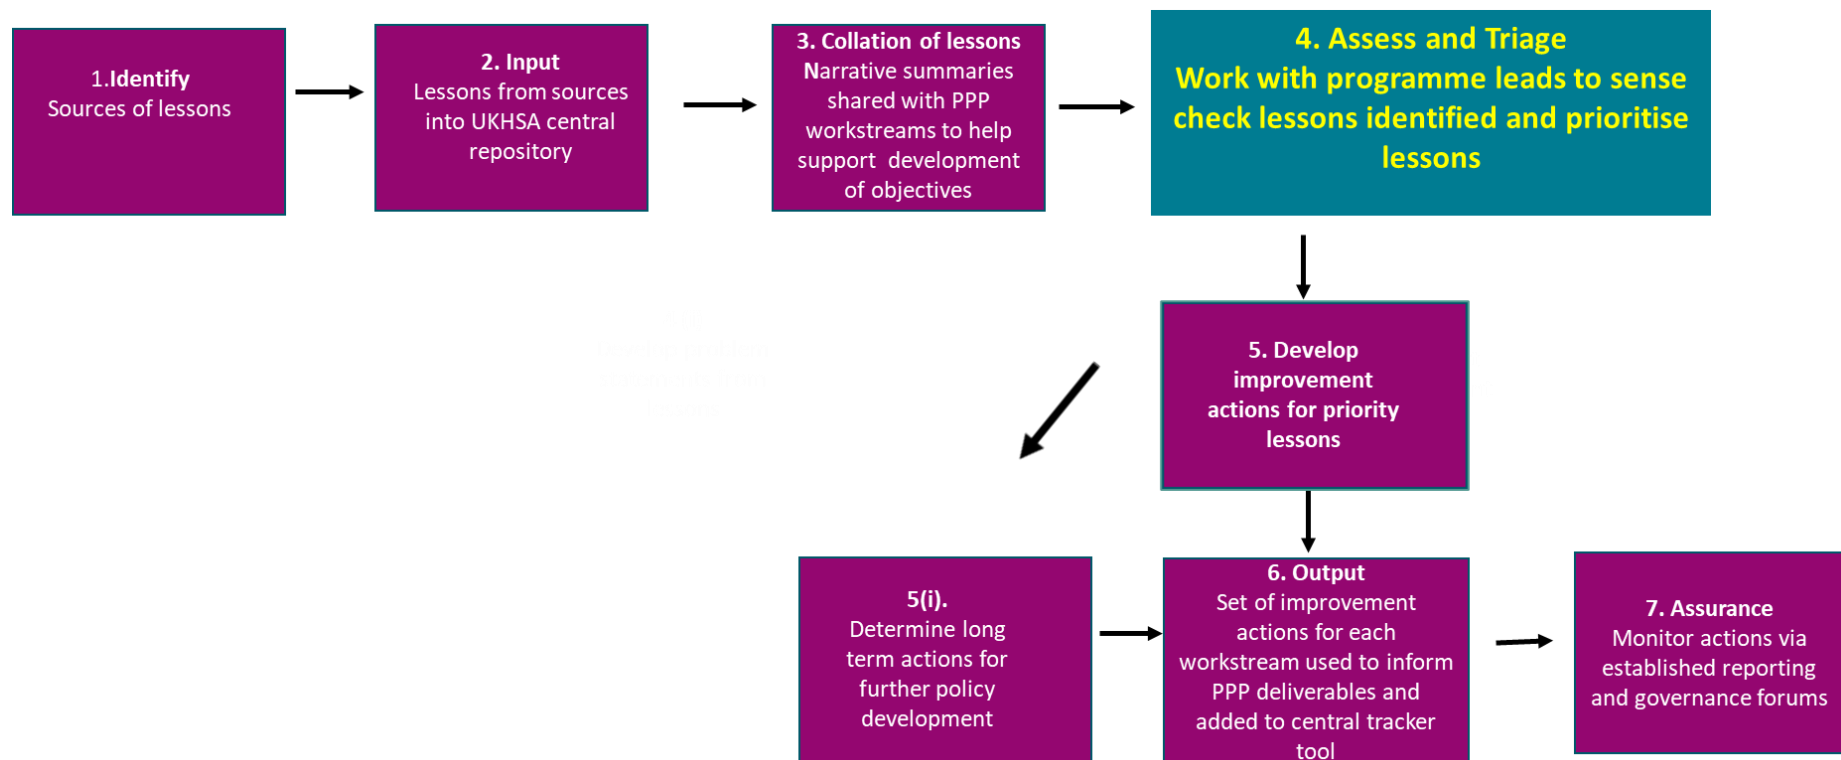 1.Identify
Sources of lessons
2. Input
Lessons from sources
into UKHSA central
repository
3. Collation of lessons
Narrative summaries
shared with PPP
workstreams to help
support development
of objectives
4. Assess and Triage
Work with programme leads to sense
check lessons identified and prioritise
lessons
5. Develop
improvement
actions for priority
lessons
5(i).
Determine long
term actions for
further policy
development
6. Output
Set of improvement
actions for each
workstream used to inform
PPP deliverables and
added to central tracker
tool
7. Assurance
Monitor actions via
established reporting
and governance forums